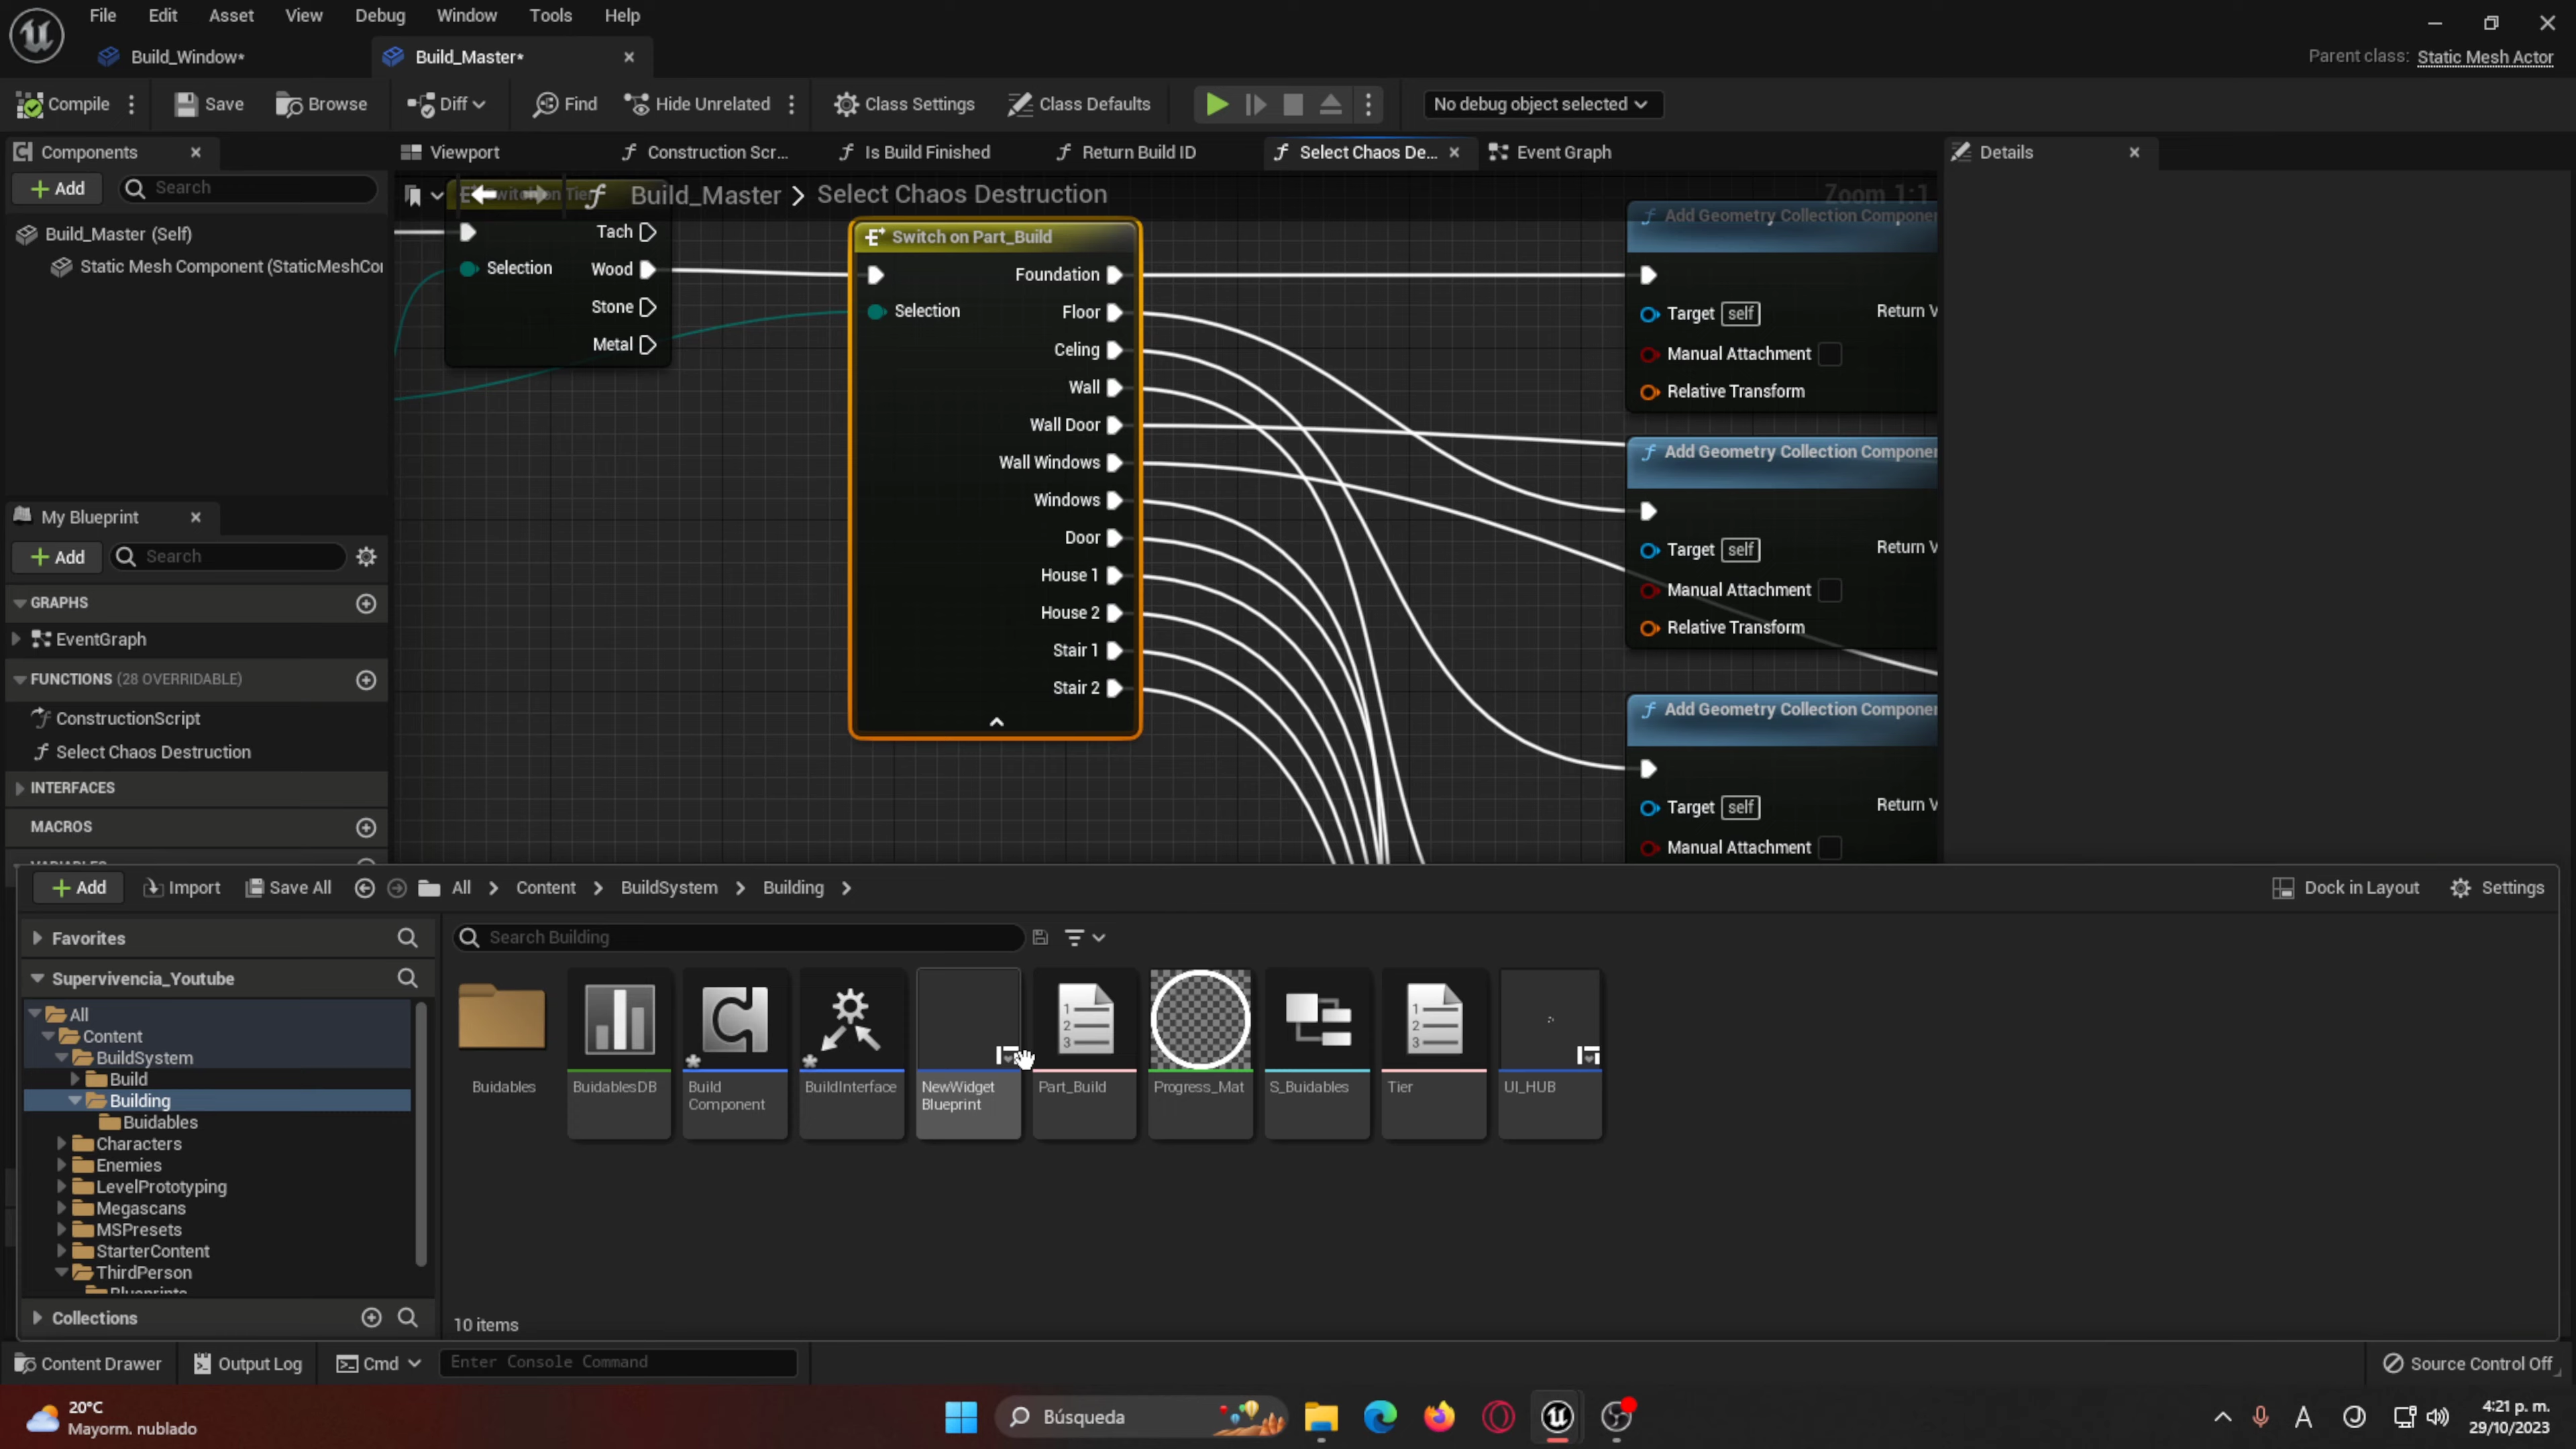 File Edit Asset View Debug Window Tools Help
Build_Window*
Build_Master*
Parent class: Static Mesh Actor
Compile Save Browse Diff Find Hide Unrelated Class Settings Class Defaults No debug object selected
Components
Viewport Construction Scr... Is Build Finished Return Build ID Select Chaos De... Event Graph
Details
Add Search
Build_Master > Select Chaos Destruction
Zoom 1:1
Build_Master (Self)
Static Mesh Component (StaticMeshCor
Tach
Selection Wood
Stone
Metal
Switch on Part_Build
Foundation
Selection Floor
Celing
Wall
Wall Door
Wall Windows
Windows
Door
House 1
House 2
Stair 1
Stair 2
Add Geometry Collection Componen
Target self Return V
Manual Attachment
Relative Transform
Add Geometry Collection Componen
Target self Return V
Manual Attachment
Relative Transform
Add Geometry Collection Componen
Target self Return V
Manual Attachment
My Blueprint
Add Search
GRAPHS
EventGraph
FUNCTIONS (28 OVERRIDABLE)
ConstructionScript
Select Chaos Destruction
INTERFACES
MACROS
Add Import Save All All > Content > BuildSystem > Building >
Dock in Layout Settings
Favorites
Search Building
Supervivencia_Youtube
All
Content
BuildSystem
Build
Building
Buidables
Characters
Enemies
LevelPrototyping
Megascans
MSPresets
StarterContent
ThirdPerson
Collections
Buidables
BuidablesDB
Build Component
BuildInterface
NewWidget Blueprint
Part_Build
Progress_Mat
S_Buidables
Tier
UI_HUB
10 items
Content Drawer Output Log Cmd Enter Console Command
Source Control Off
20°C
Mayorm. nublado
Búsqueda
4:21 p. m.
29/10/2023